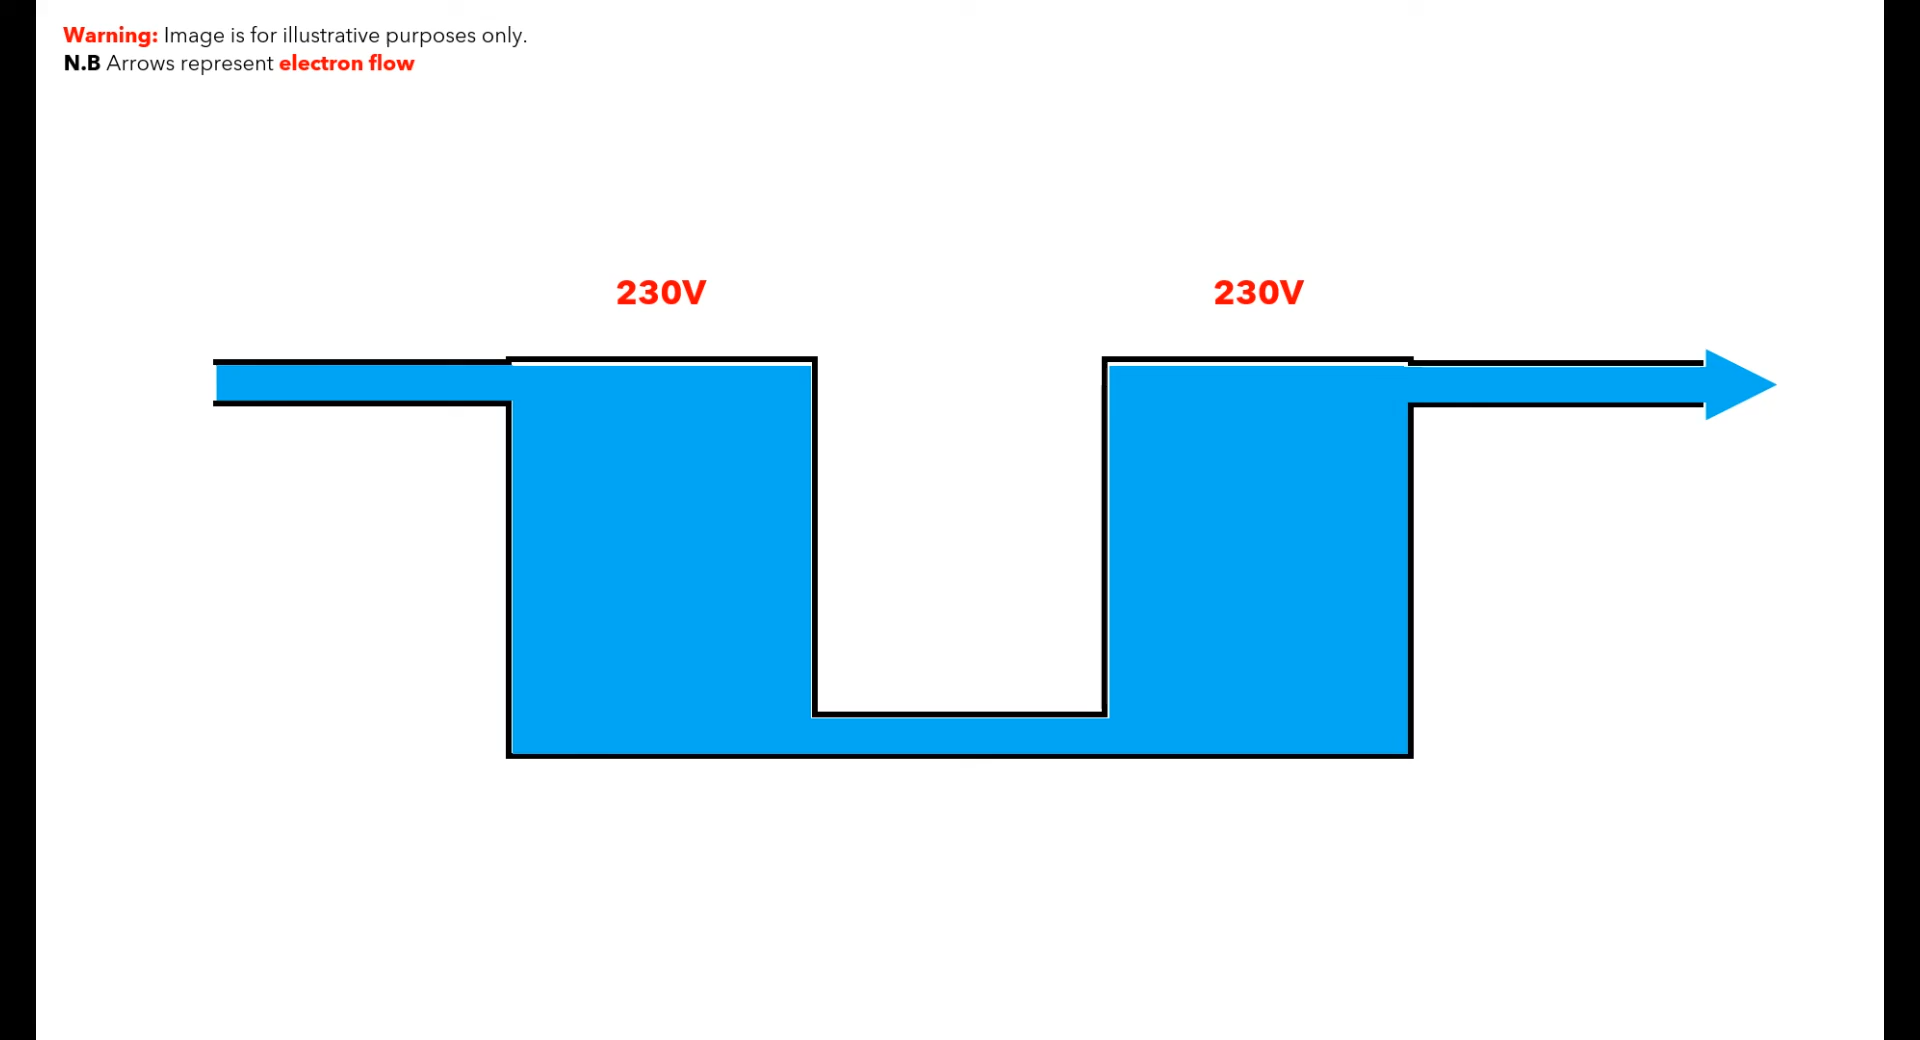 Warning: Image is for illustrative purposes only.
N.B Arrows represent electron flow
230V
230V